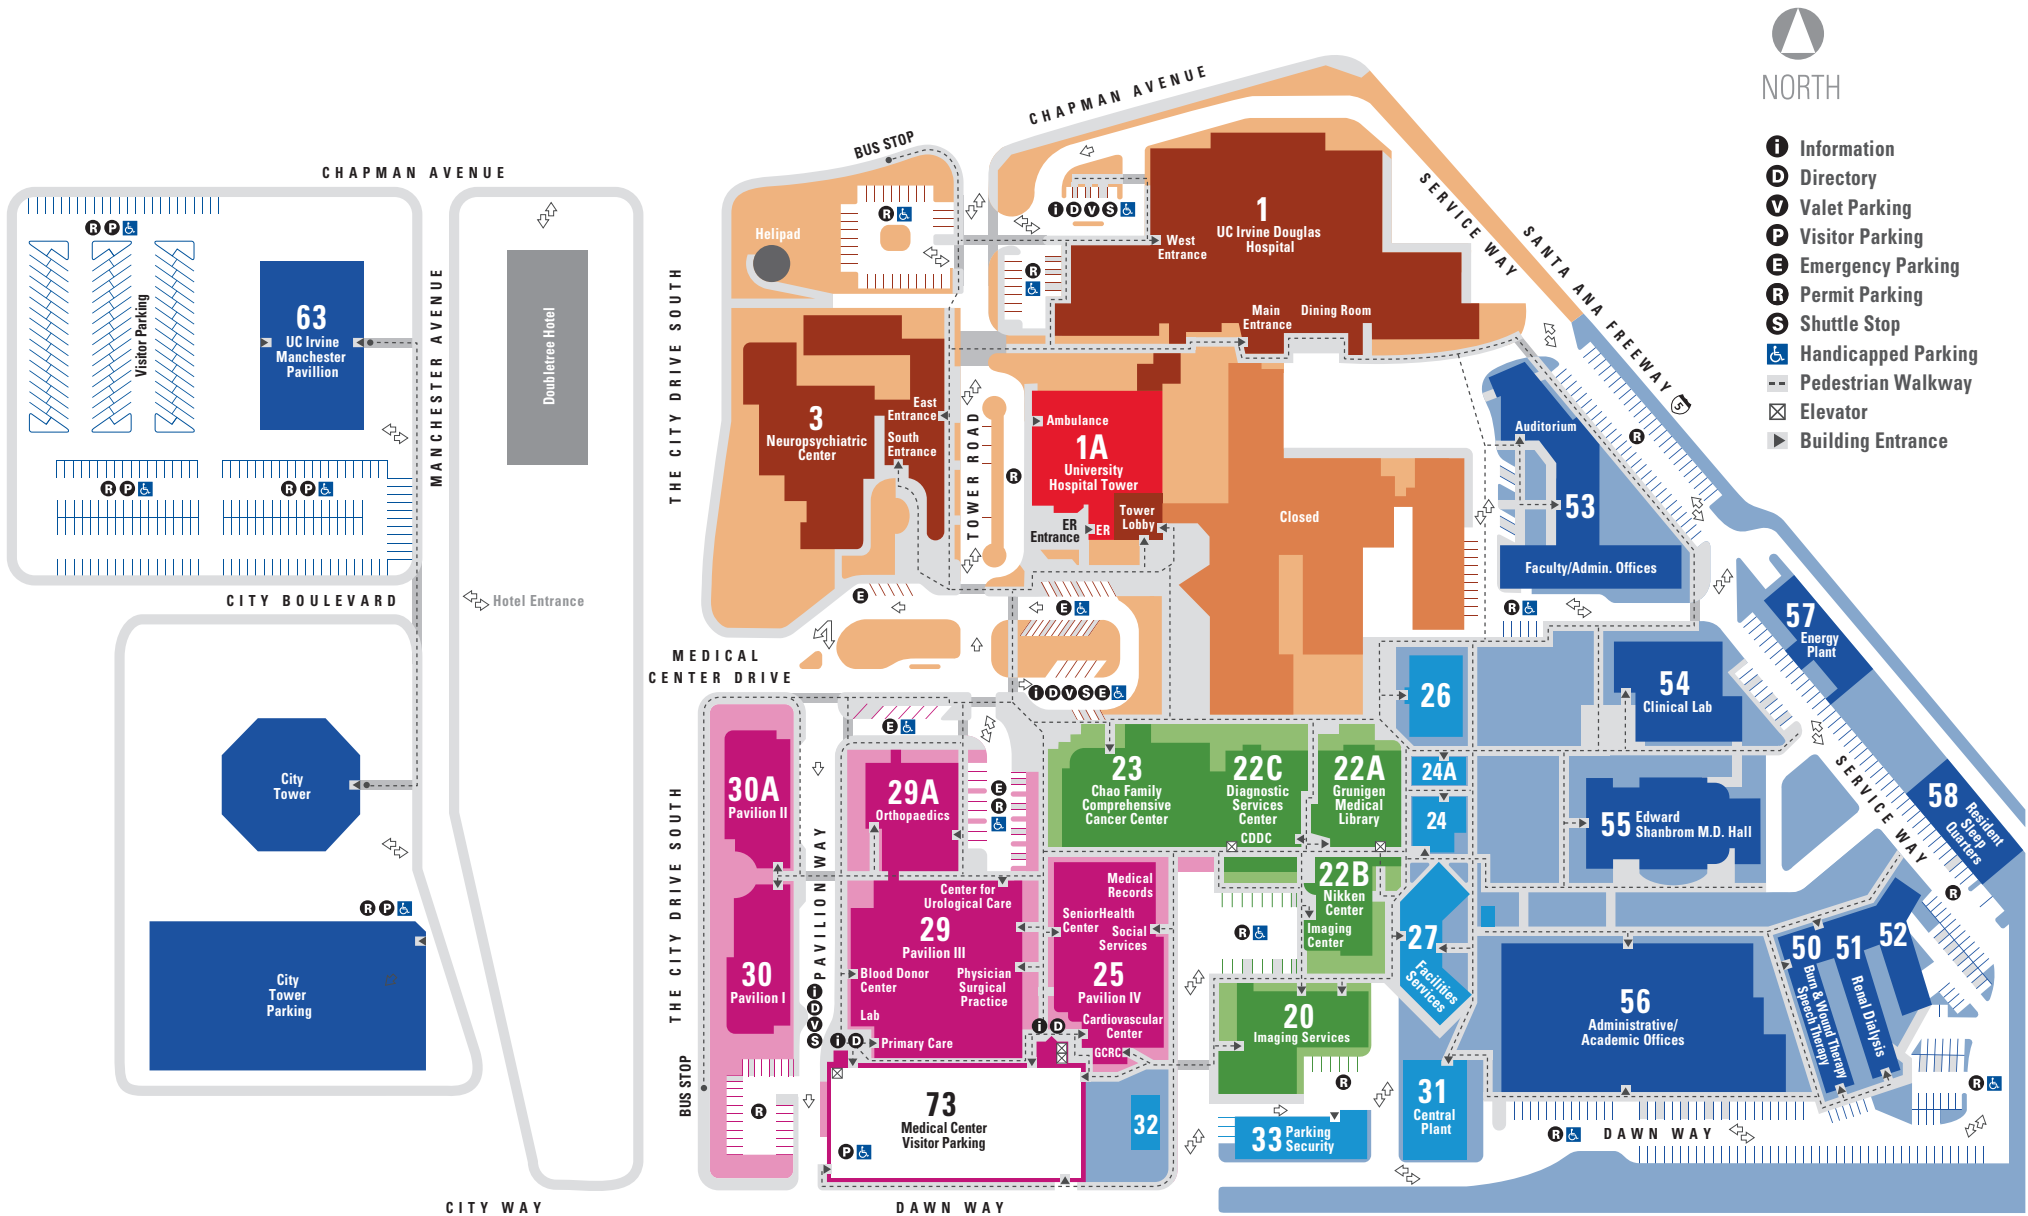 NORTH
i Information
D Directory
V Valet Parking
P Visitor Parking
E Emergency Parking
R Permit Parking
S Shuttle Stop
Handicapped Parking
Pedestrian Walkway
Elevator
Building Entrance
CHAPMAN AVENUE
BUS STOP
CHAPMAN AVENUE
SERVICE WAY
SANTA ANA FREEWAY 5
R P
63
UC Irvine
Manchester
Pavillion
Visitor Parking
R P
R P
MANCHESTER AVENUE
Doubletree Hotel
CITY BOULEVARD
Hotel Entrance
City
Tower
R P
City
Tower
Parking
CITY WAY
THE CITY DRIVE SOUTH
Helipad
R
i D V S
R
1
UC Irvine Douglas
Hospital
West
Entrance
Main
Entrance
Dining Room
3
Neuropsychiatric
Center
East
Entrance
South
Entrance
TOWER ROAD
R
Ambulance
1A
University
Hospital Tower
Tower
Lobby
ER
Entrance
ER
Closed
E
E
i D V S E
MEDICAL
CENTER DRIVE
Auditorium
53
Faculty/Admin. Offices
R
R
57
Energy
Plant
54
Clinical Lab
26
24A
24
55
Edward
Shanbrom M.D. Hall
SERVICE WAY
58
Resident
Sleep
Quarters
R
E
30A
Pavilion II
29A
Orthopaedics
E
R
23
Chao Family
Comprehensive
Cancer Center
22C
Diagnostic
Services
Center
CDDC
22A
Grunigen
Medical
Library
22B
Nikken
Center
Imaging
Center
THE CITY DRIVE SOUTH
PAVILION WAY
30
Pavilion I
Center for
Urological Care
29
Pavilion III
Blood Donor
Center
Physician
Surgical
Practice
Lab
Primary Care
i
D
V
S
i D
i D
Medical
Records
SeniorHealth
Center
Social
Services
25
Pavilion IV
Cardiovascular
Center
GCRC
R
27
Facilities
Services
20
Imaging Services
R
56
Administrative/
Academic Offices
50
Burn & Wound Therapy
Speech Therapy
51
Renal Dialysis
52
R
BUS STOP
R
73
Medical Center
Visitor Parking
P
32
33
Parking
Security
31
Central
Plant
R
DAWN WAY
DAWN WAY